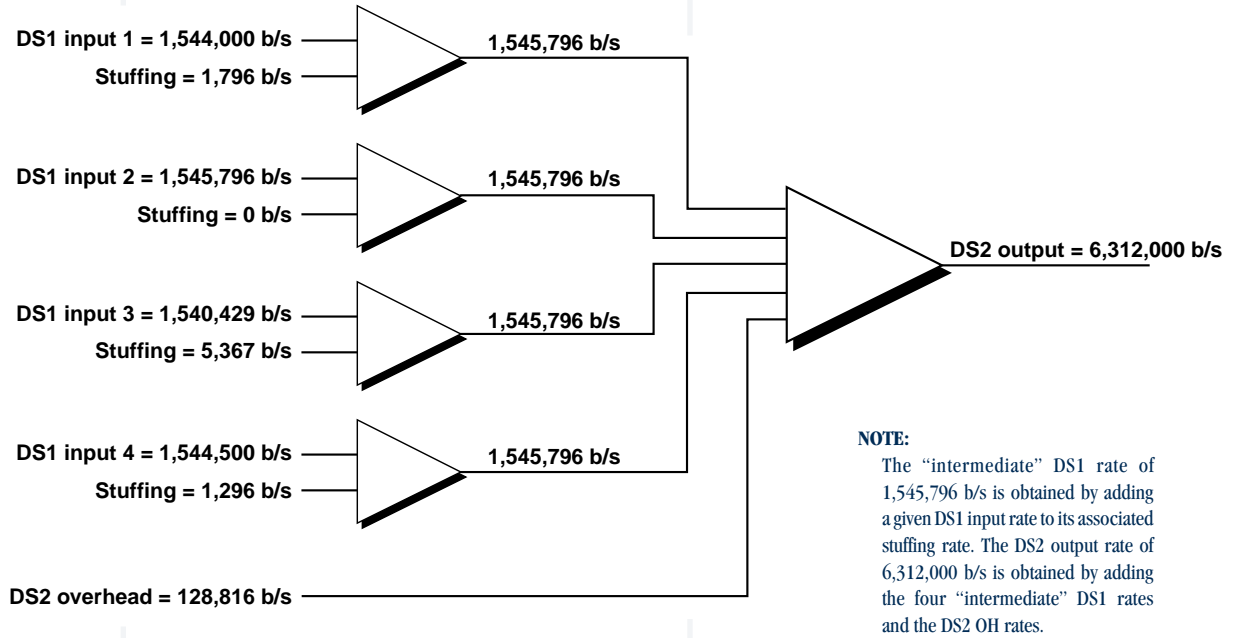 DS1 input 1 = 1,544,000 b/s
Stuffing = 1,796 b/s
1,545,796 b/s
DS1 input 2 = 1,545,796 b/s
Stuffing = 0 b/s
1,545,796 b/s
DS2 output = 6,312,000 b/s
DS1 input 3 = 1,540,429 b/s
Stuffing = 5,367 b/s
1,545,796 b/s
DS1 input 4 = 1,544,500 b/s
Stuffing = 1,296 b/s
1,545,796 b/s
DS2 overhead = 128,816 b/s
NOTE:
The “intermediate” DS1 rate of
1,545,796 b/s is obtained by adding
a given DS1 input rate to its associated
stuffing rate. The DS2 output rate of
6,312,000 b/s is obtained by adding
the four “intermediate” DS1 rates
and the DS2 OH rates.